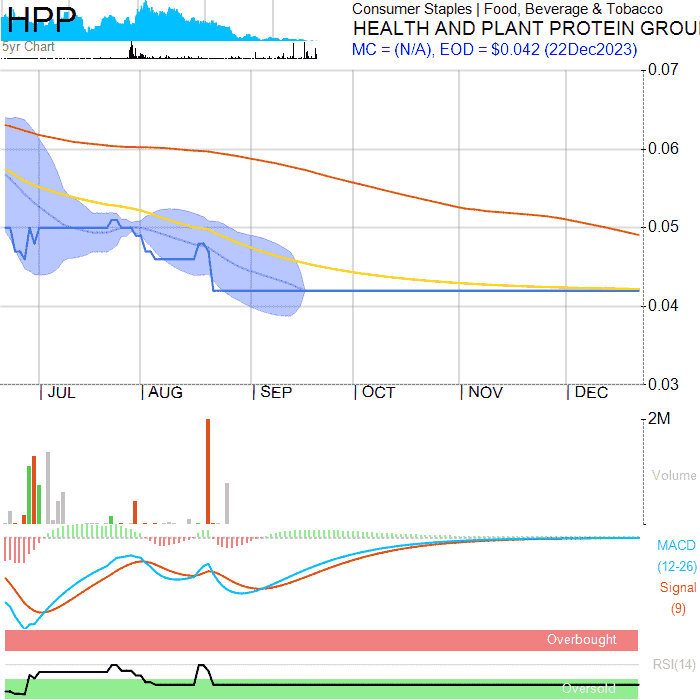 HPP
5yr Chart
Consumer Staples | Food, Beverage & Tobacco
HEALTH AND PLANT PROTEIN GROU
MC = (N/A), EOD = $0.042 (22Dec2023)
0.07
0.06
0.05
0.04
0.03
JUL AUG SEP OCT NOV DEC
2M
Volume
MACD
(12-26)
Signal
(9)
Overbought
RSI(14)
Oversold